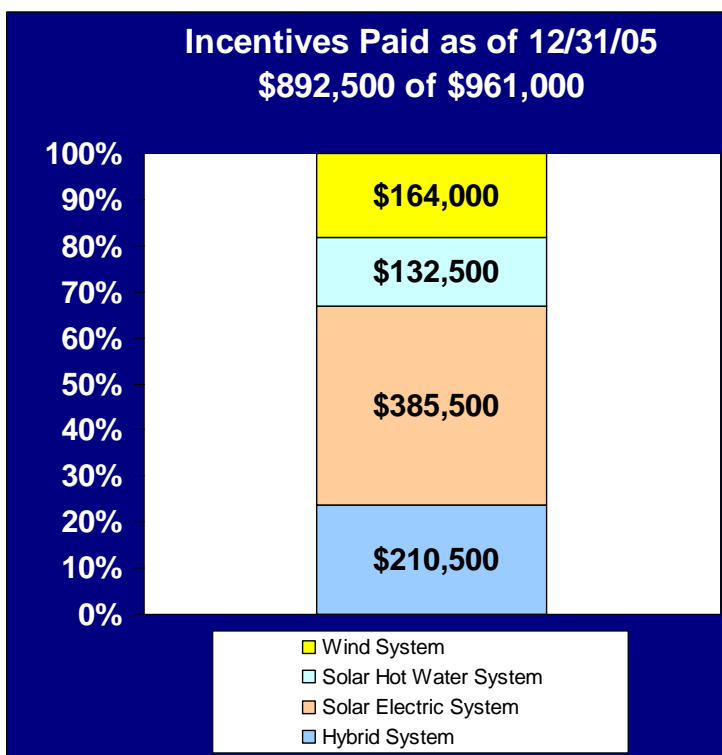 Incentives Paid as of 12/31/05
$892,500 of $961,000
100%
90%
80%
70%
60%
50%
40%
30%
20%
10%
0%
$164,000
$132,500
$385,500
$210,500
Wind System
Solar Hot Water System
Solar Electric System
Hybrid System